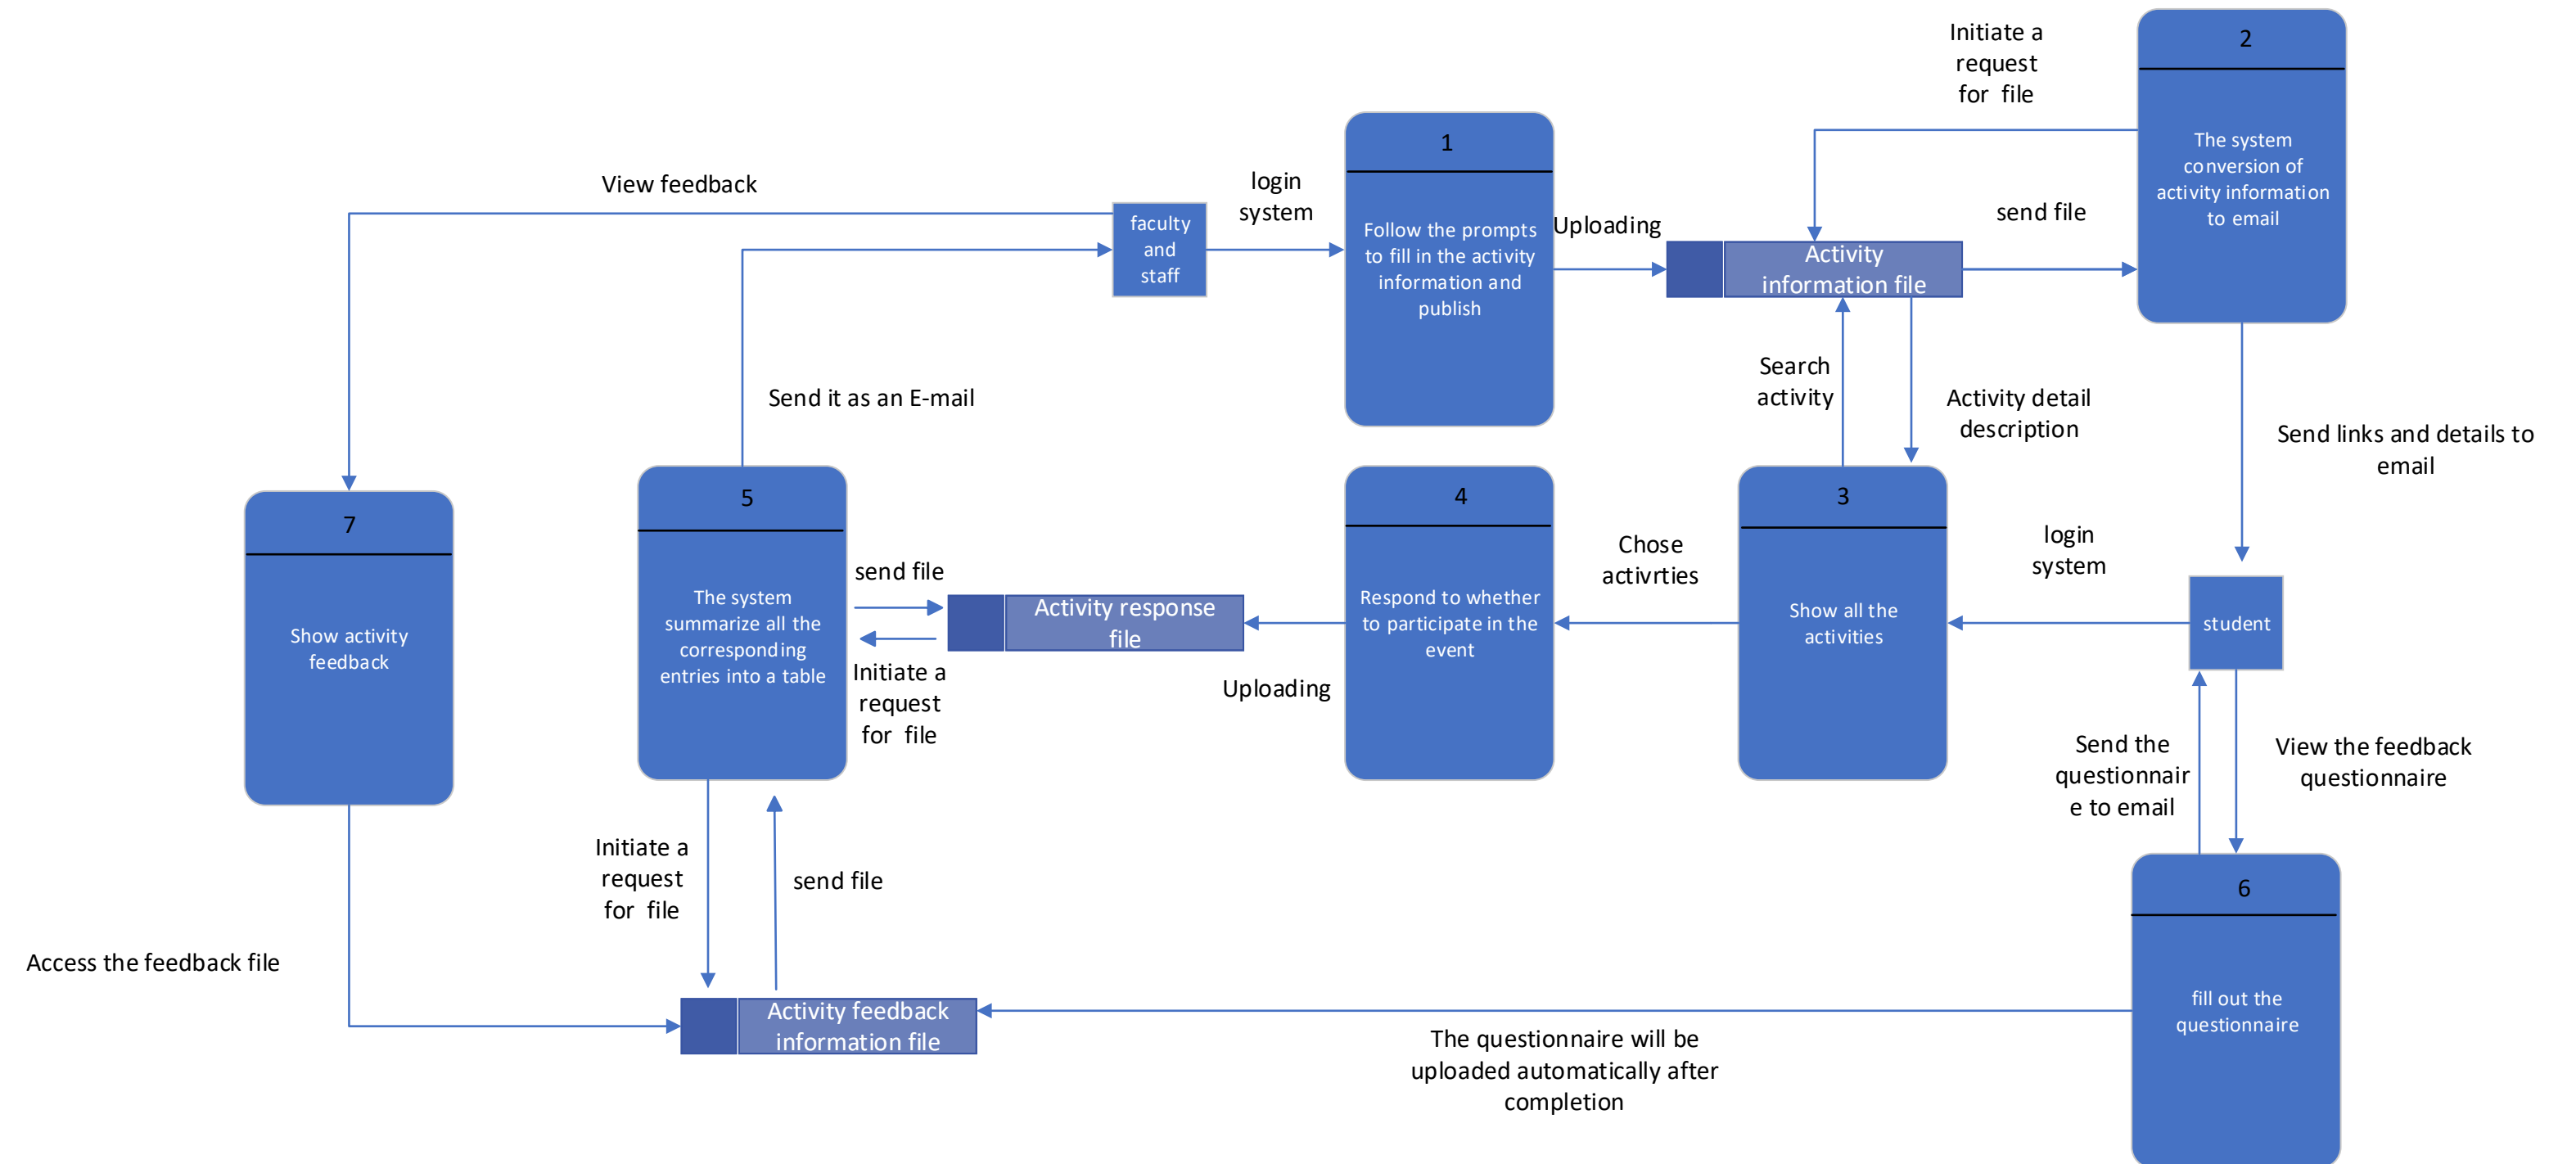 Initiate a
request
for file
2
The system
conversion of
activity information
to email
1
Follow the prompts
to fill in the activity
information and
publish
View feedback
login
system
faculty
and
staff
Uploading
send file
Activity
information file
Send it as an E-mail
Search
activity
Activity detail
description
Send links and details to
email
7
Show activity
feedback
5
The system
summarize all the
corresponding
entries into a table
send file
Initiate a
request
for file
Activity response
file
Uploading
4
Respond to whether
to participate in the
event
Chose
activrties
3
Show all the
activities
login
system
student
Send the
questionnair
e to email
View the feedback
questionnaire
Initiate a
request
for file
send file
Access the feedback file
Activity feedback
information file
The questionnaire will be
uploaded automatically after
completion
6
fill out the
questionnaire